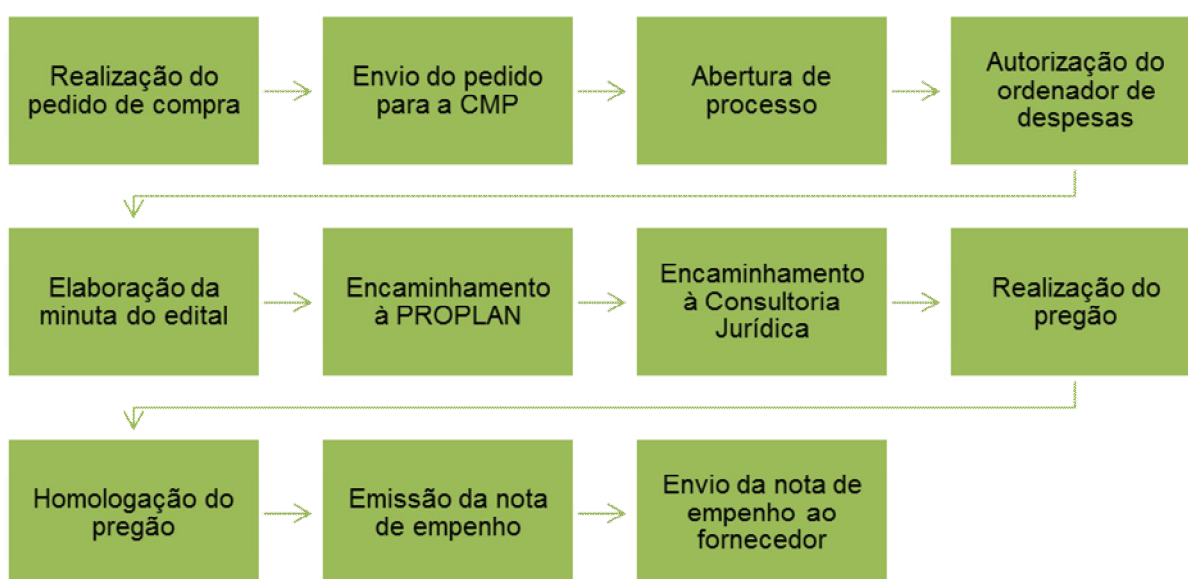 Realização do
pedido de compra
Envio do pedido
para a CMP
Abertura de
processo
Autorização do
ordenador de
despesas
Elaboração da
minuta do edital
Encaminhamento
à PROPLAN
Encaminhamento
à Consultoria
Jurídica
Realização do
pregão
Homologação do
pregão
Emissão da nota
de empenho
Envio da nota de
empenho ao
fornecedor